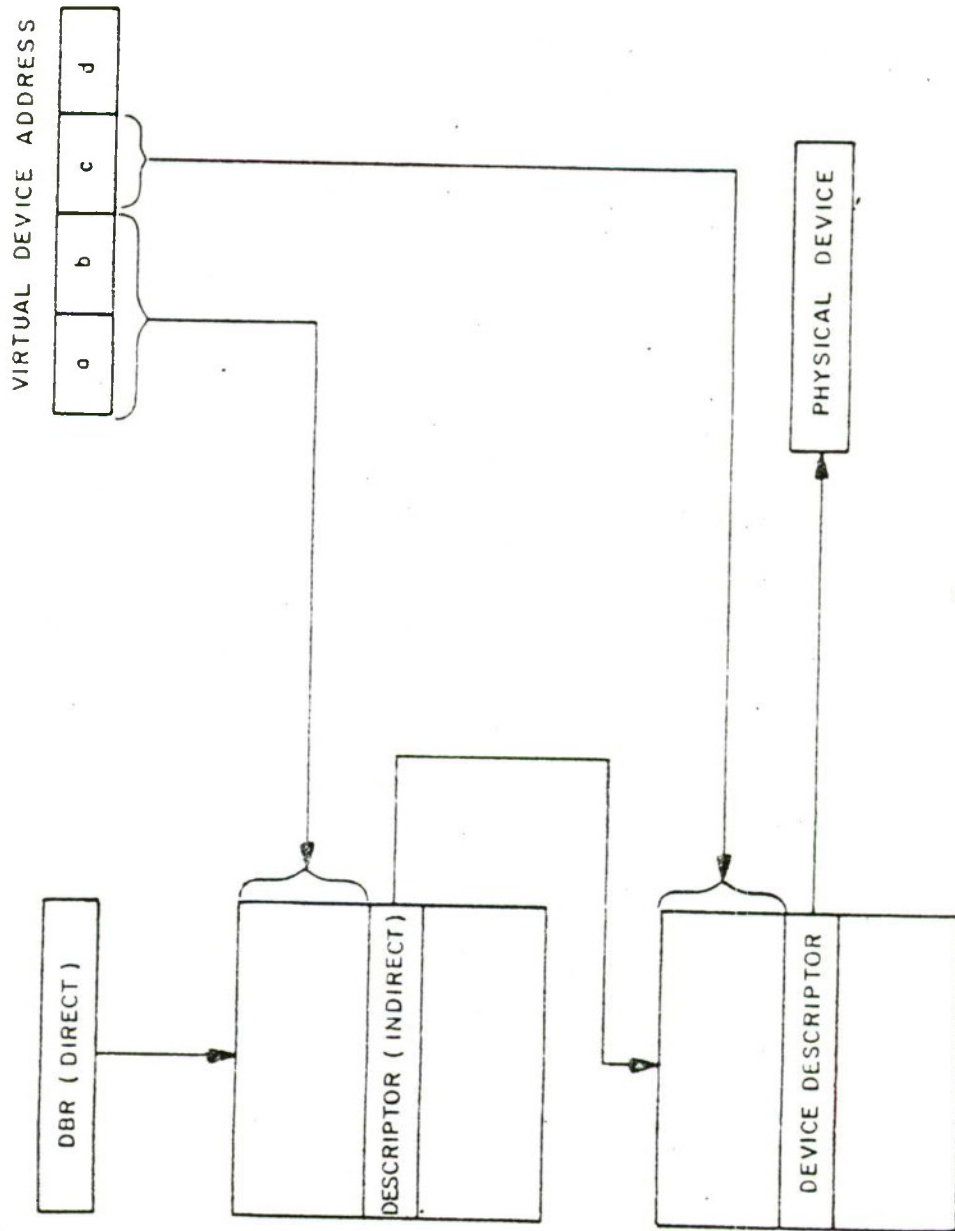 VIRTUAL DEVICE ADDRESS
a b c d
DBR (DIRECT)
DESCRIPTOR (INDIRECT)
DEVICE DESCRIPTOR
PHYSICAL DEVICE